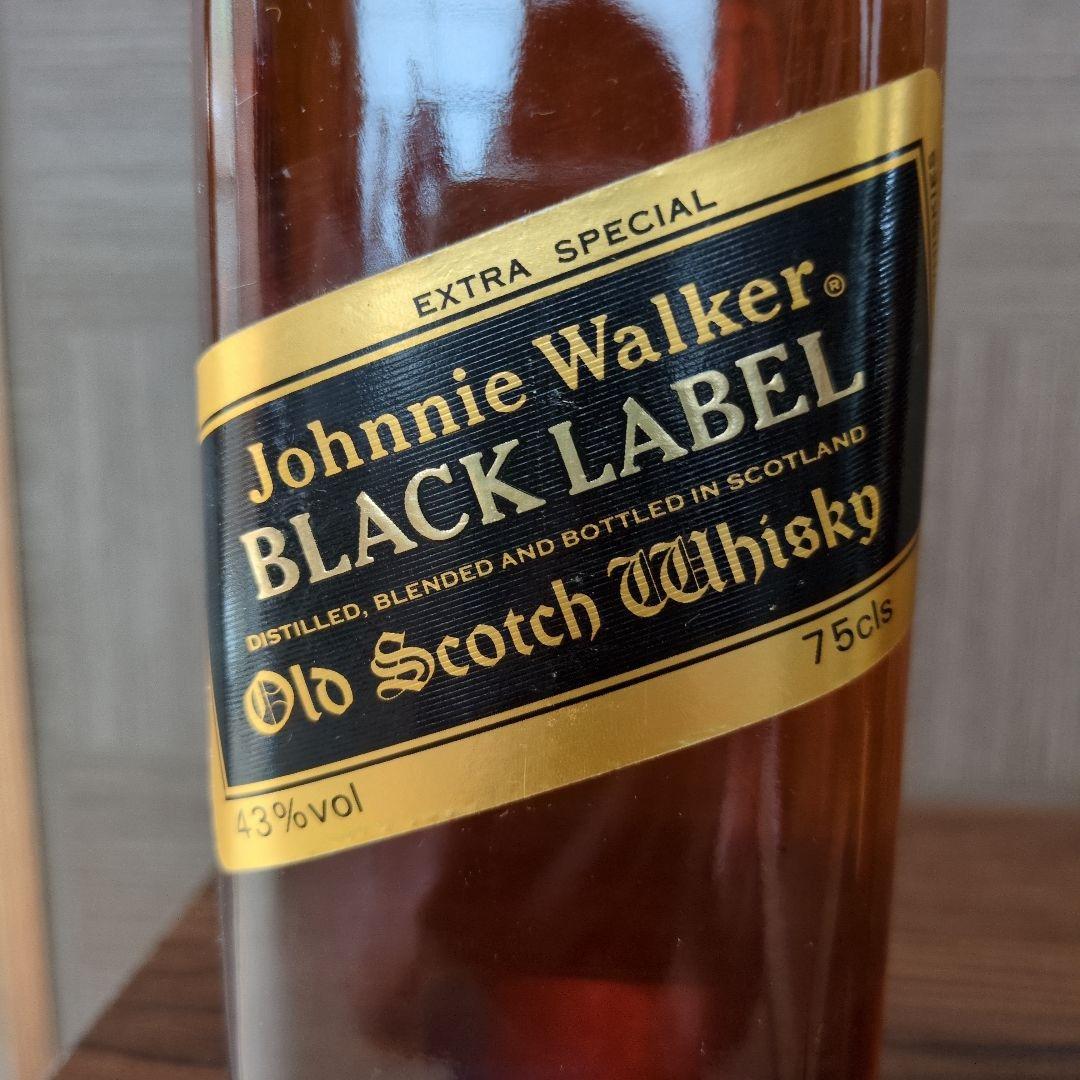 EXTRA SPECIAL
Johnnie Walker®
BLACK LABEL
DISTILLED, BLENDED AND BOTTLED IN SCOTLAND
Old Scotch Whisky
75cls
43%vol